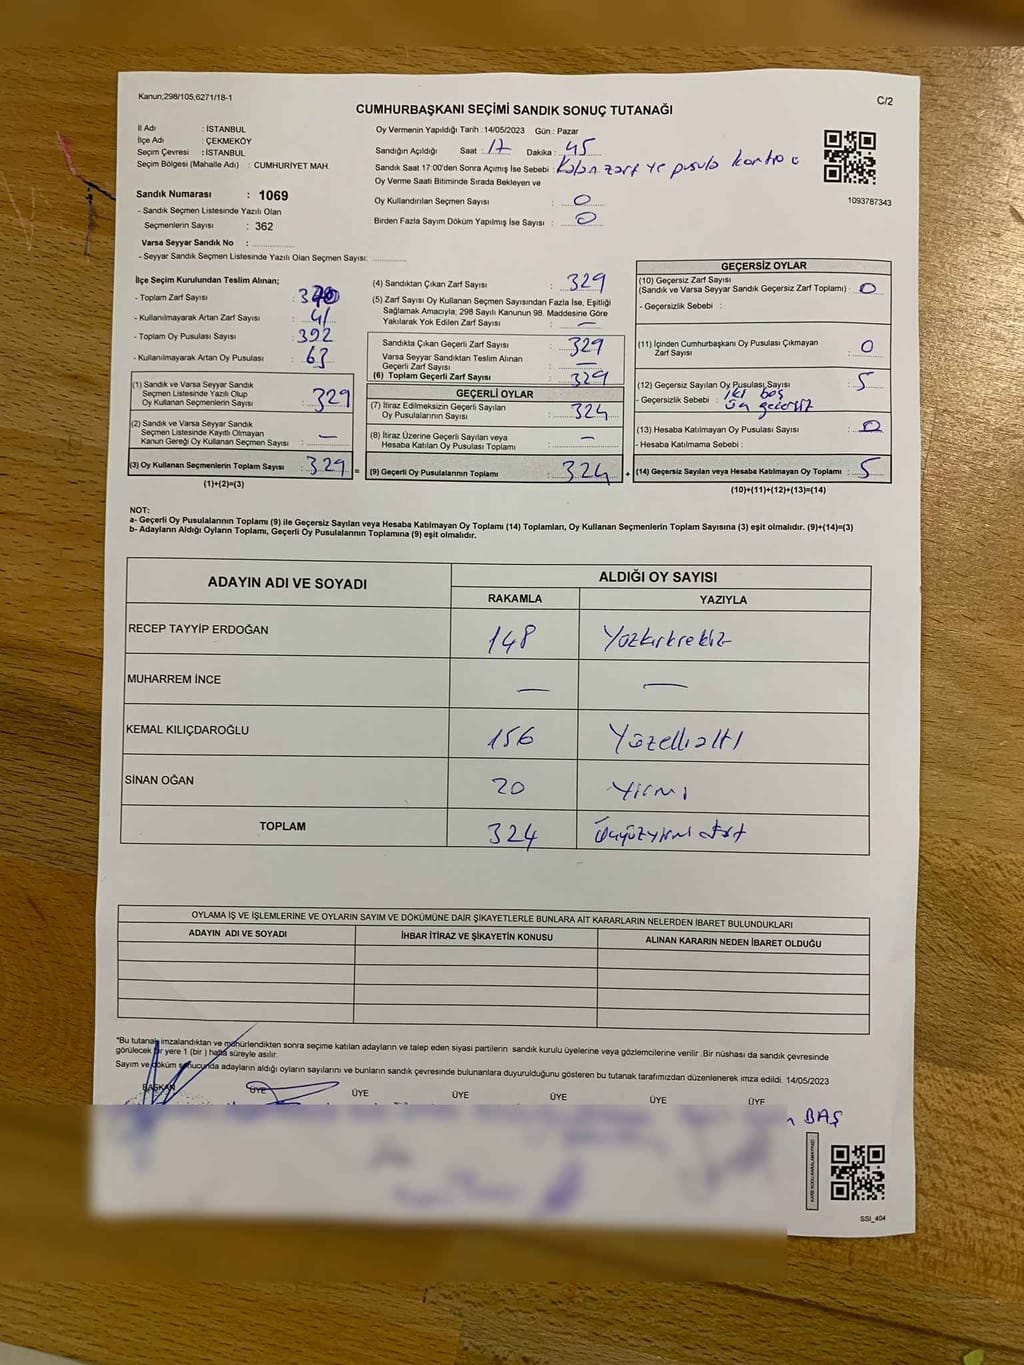 Kanun;298/105,6271/18-1
C/2
CUMHURBAŞKANI SEÇİMİ SANDIK SONUÇ TUTANAĞI
İl Adı : İSTANBUL
İlçe Adı : ÇEKMEKÖY
Seçim Çevresi : İSTANBUL
Seçim Bölgesi (Mahalle Adı) : CUMHURİYET MAH.
Sandık Numarası : 1069
- Sandık Seçmen Listesinde Yazılı Olan
Seçmenlerin Sayısı : 362
Varsa Seyyar Sandık No :
- Seyyar Sandık Seçmen Listesinde Yazılı Olan Seçmen Sayısı:
Oy Vermenin Yapıldığı Tarih : 14/05/2023 Gün : Pazar
Sandığın Açıldığı Saat : 17 Dakika : 45
Sandık Saat 17:00'den Sonra Açımış İse Sebebi : Kalan zarf ve pusula kontrolü
Oy Verme Saati Bitiminde Sırada Bekleyen ve
Oy Kullandırılan Seçmen Sayısı : 0
Birden Fazla Sayım Döküm Yapılmış İse Sayısı : 0
1093787343
İlçe Seçim Kurulundan Teslim Alınan;
- Toplam Zarf Sayısı : 370
- Kullanılmayarak Artan Zarf Sayısı : 41
- Toplam Oy Pusulası Sayısı : 392
- Kullanılmayarak Artan Oy Pusulası : 63
(1) Sandık ve Varsa Seyyar Sandık
Seçmen Listesinde Yazılı Olup
Oy Kullanan Seçmenlerin Sayısı : 329
(2) Sandık ve Varsa Seyyar Sandık
Seçmen Listesinde Kayıtlı Olmayan
Kanun Gereği Oy Kullanan Seçmen Sayısı : —
(3) Oy Kullanan Seçmenlerin Toplam Sayısı : 329 =
(1)+(2)=(3)
(4) Sandıktan Çıkan Zarf Sayısı : 329
(5) Zarf Sayısı Oy Kullanan Seçmen Sayısından Fazla İse, Eşitliği
Sağlamak Amacıyla; 298 Sayılı Kanunun 98. Maddesine Göre
Yakılarak Yok Edilen Zarf Sayısı : —
Sandıkta Çıkan Geçerli Zarf Sayısı : 329
Varsa Seyyar Sandıktan Teslim Alınan
Geçerli Zarf Sayısı : —
(6) Toplam Geçerli Zarf Sayısı : 329
GEÇERLİ OYLAR
(7) İtiraz Edilmeksizin Geçerli Sayılan
Oy Pusulalarının Sayısı : 324
(8) İtiraz Üzerine Geçerli Sayılan veya
Hesaba Katılan Oy Pusulası Toplamı : —
(9) Geçerli Oy Pusulalarının Toplamı : 324 +
GEÇERSİZ OYLAR
(10) Geçersiz Zarf Sayısı
(Sandık ve Varsa Seyyar Sandık Geçersiz Zarf Toplamı) : 0
- Geçersizlik Sebebi :
(11) İçinden Cumhurbaşkanı Oy Pusulası Çıkmayan
Zarf Sayısı : 0
(12) Geçersiz Sayılan Oy Pusulası Sayısı : 5
- Geçersizlik Sebebi : iki boş
üç geçersiz
(13) Hesaba Katılmayan Oy Pusulası Sayısı : 0
- Hesaba Katılmama Sebebi :
(14) Geçersiz Sayılan veya Hesaba Katılmayan Oy Toplamı : 5
(10)+(11)+(12)+(13)=(14)
NOT:
a- Geçerli Oy Pusulalarının Toplamı (9) ile Geçersiz Sayılan veya Hesaba Katılmayan Oy Toplamı (14) Toplamları, Oy Kullanan Seçmenlerin Toplam Sayısına (3) eşit olmalıdır. (9)+(14)=(3)
b- Adayların Aldığı Oyların Toplamı, Geçerli Oy Pusulalarının Toplamına (9) eşit olmalıdır.
ADAYIN ADI VE SOYADI
ALDIĞI OY SAYISI
RAKAMLA YAZIYLA
RECEP TAYYİP ERDOĞAN 148 Yüzkırksekiz
MUHARREM İNCE — —
KEMAL KILIÇDAROĞLU 156 Yüzellialtı
SİNAN OĞAN 20 Yirmi
TOPLAM 324 Üçyüzyirmi dört
OYLAMA İŞ VE İŞLEMLERİNE VE OYLARIN SAYIM VE DÖKÜMÜNE DAİR ŞİKAYETLERLE BUNLARA AİT KARARLARIN NELERDEN İBARET BULUNDUKLARI
ADAYIN ADI VE SOYADI İHBAR İTİRAZ VE ŞİKAYETİN KONUSU ALINAN KARARIN NEDEN İBARET OLDUĞU
*Bu tutanak imzalandıktan ve mühürlendikten sonra seçime katılan adayların ve talep eden siyasi partilerin sandık kurulu üyelerine veya gözlemcilerine verilir .Bir nüshası da sandık çevresinde
görülecek bir yere 1 (bir ) hafta süreyle asılır.
Sayım ve döküm sonucunda adayların aldığı oyların sayılarını ve bunların sandık çevresinde bulunanlara duyurulduğunu gösteren bu tutanak tarafımızdan düzenlenerek imza edildi. 14/05/2023
BAŞKAN ÜYE ÜYE ÜYE ÜYE ÜYE ÜYE
BAŞ
SSI_404